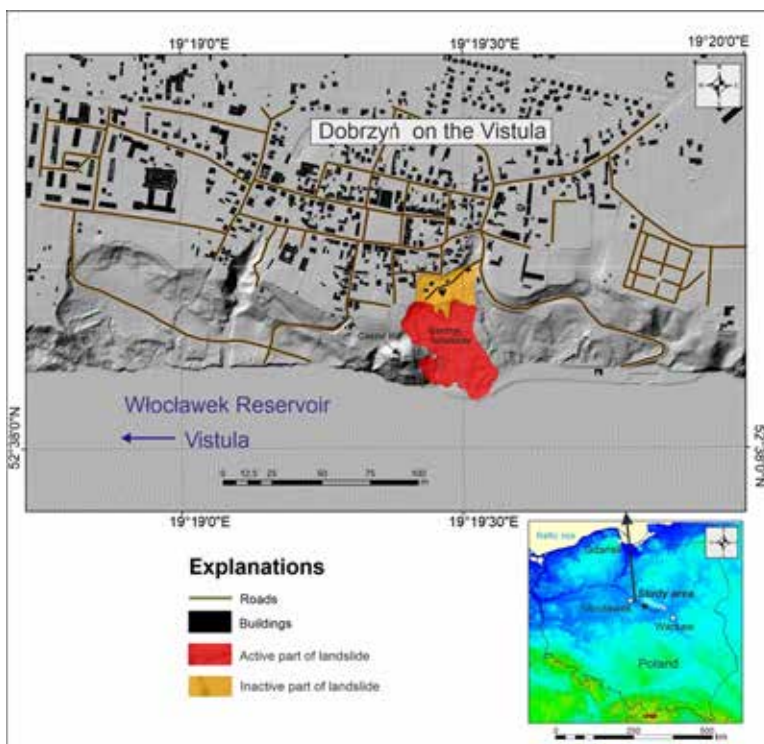 19°19'0"E
19°19'30"E
19°20'0"E
Dobrzyń on the Vistula
Włocławek Reservoir
Vistula
52°38'0"N
52°38'0"N
0 12.5 25 50 75 100
19°19'0"E
19°19'30"E
Explanations
Roads
Buildings
Active part of landslide
Inactive part of landslide
Baltic sea
Gdańsk
Study area
Włocławek
Warsaw
Poland
0 250 500
km